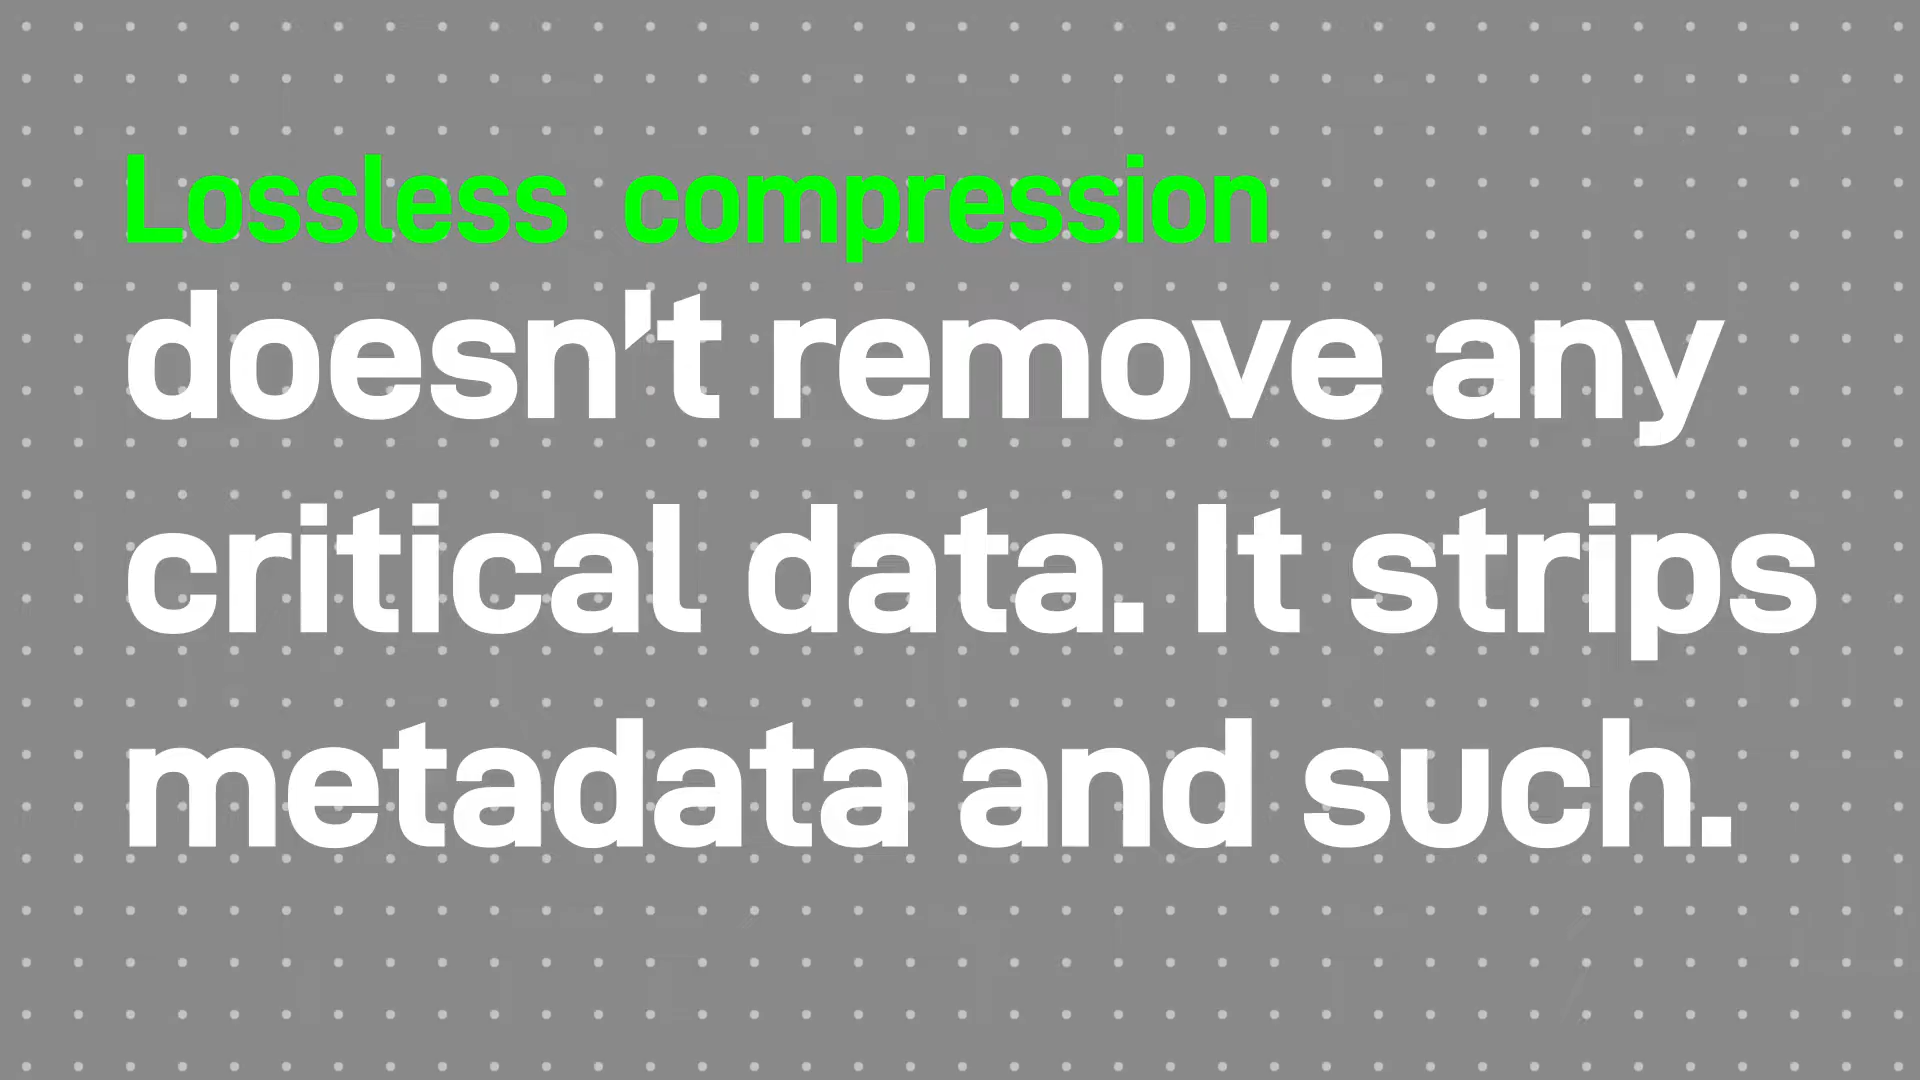 Lossless compression
doesn't remove any
critical data. It strips
metadata and such.